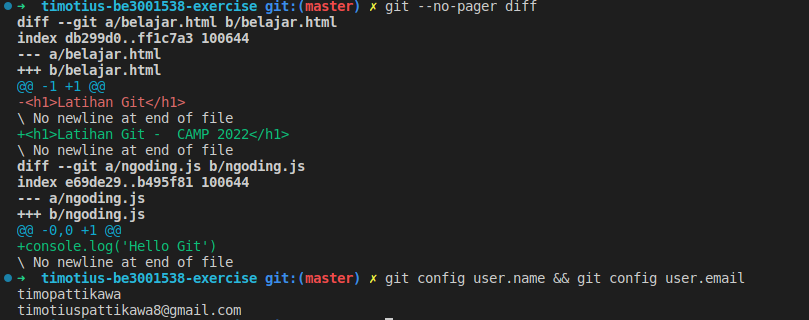 ➜ timotius-be3001538-exercise git:(master) ✗ git --no-pager diff
diff --git a/belajar.html b/belajar.html
index db299d0..ff1c7a3 100644
--- a/belajar.html
+++ b/belajar.html
@@ -1 +1 @@
-<h1>Latihan Git</h1>
\ No newline at end of file
+<h1>Latihan Git -  CAMP 2022</h1>
\ No newline at end of file
diff --git a/ngoding.js b/ngoding.js
index e69de29..b495f81 100644
--- a/ngoding.js
+++ b/ngoding.js
@@ -0,0 +1 @@
+console.log('Hello Git')
\ No newline at end of file
➜ timotius-be3001538-exercise git:(master) ✗ git config user.name && git config user.email
timopattikawa
timotiuspattikawa8@gmail.com